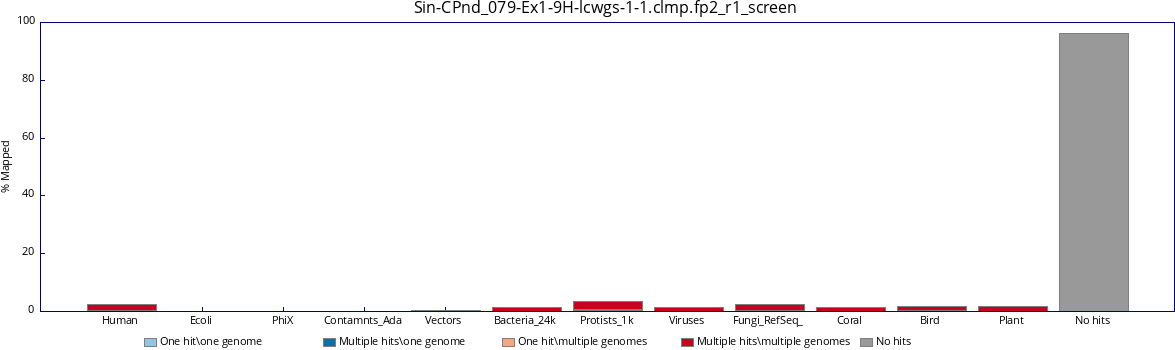 Sin-CPnd_079-Ex1-9H-lcwgs-1-1.clmp.fp2_r1_screen
100
80
60
40
20
0
% Mapped
Human Ecoli PhiX Contamnts_Ada Vectors Bacteria_24k Protists_1k Viruses Fungi_RefSeq_ Coral Bird Plant No hits
One hit\one genome Multiple hits\one genome One hit\multiple genomes Multiple hits\multiple genomes No hits